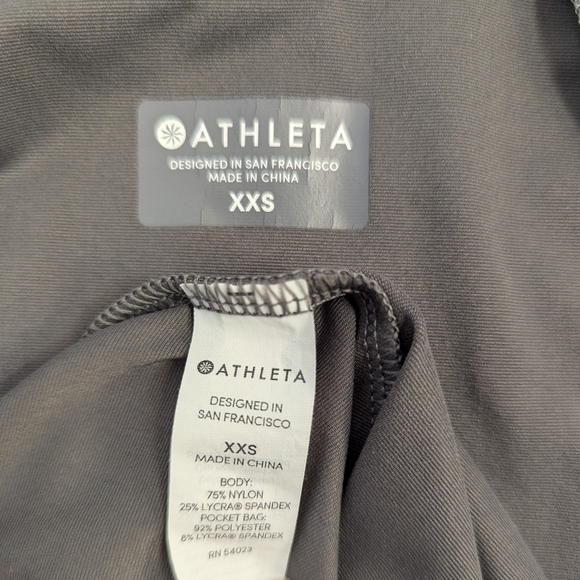 ATHLETA
DESIGNED IN SAN FRANCISCO
MADE IN CHINA
XXS
ATHLETA
DESIGNED IN
SAN FRANCISCO
XXS
MADE IN CHINA
BODY:
75% NYLON
25% LYCRA® SPANDEX
POCKET BAG:
92% POLYESTER
8% LYCRA® SPANDEX
RN 54023